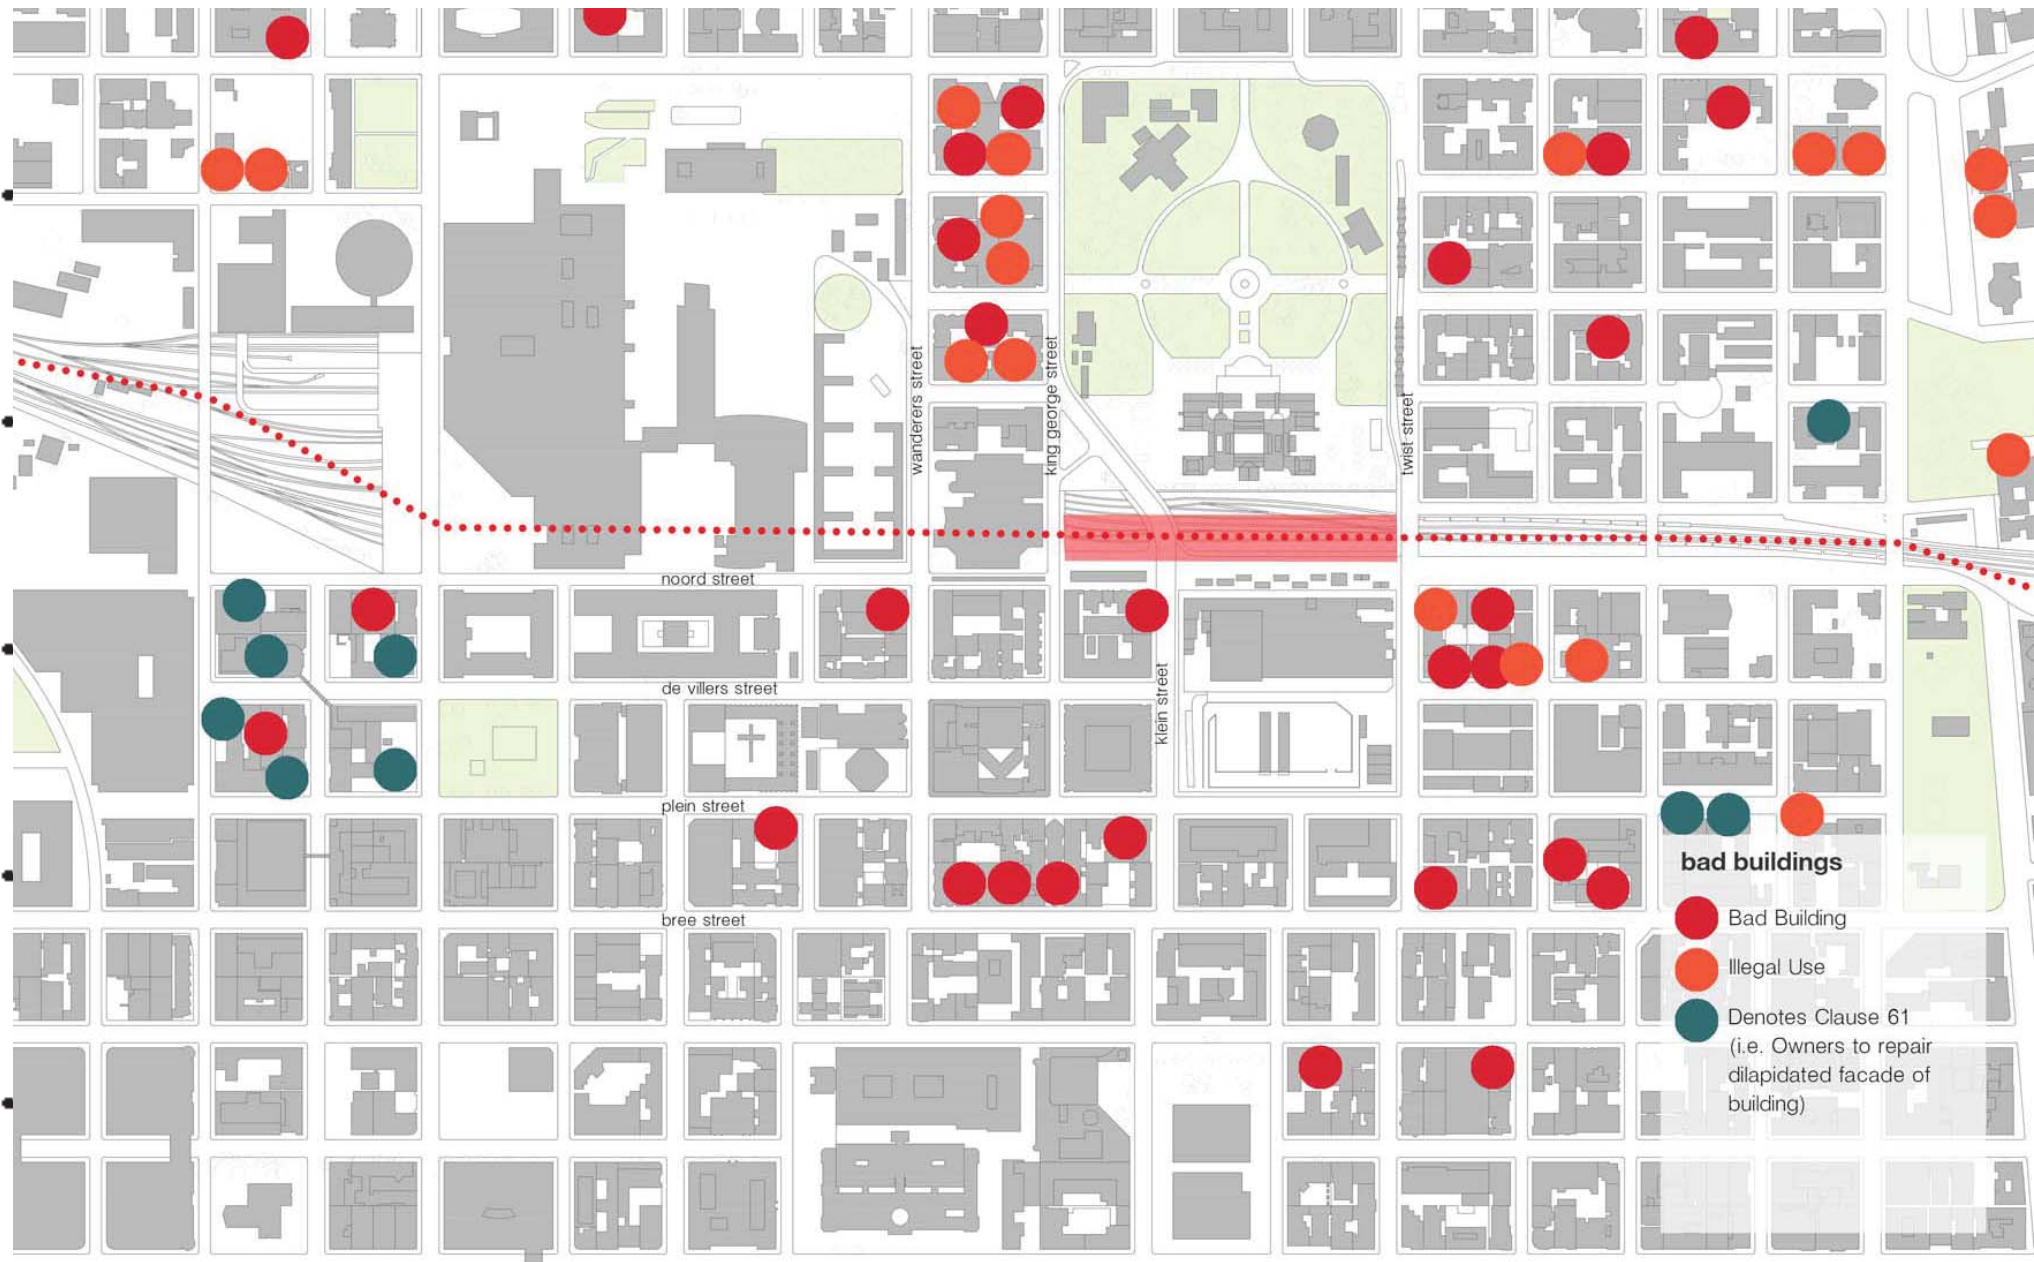 wanderers street
king george street
twist street
noord street
de villers street
klein street
plein street
bree street
bad buildings
Bad Building
Illegal Use
Denotes Clause 61
(i.e. Owners to repair
dilapidated facade of
building)